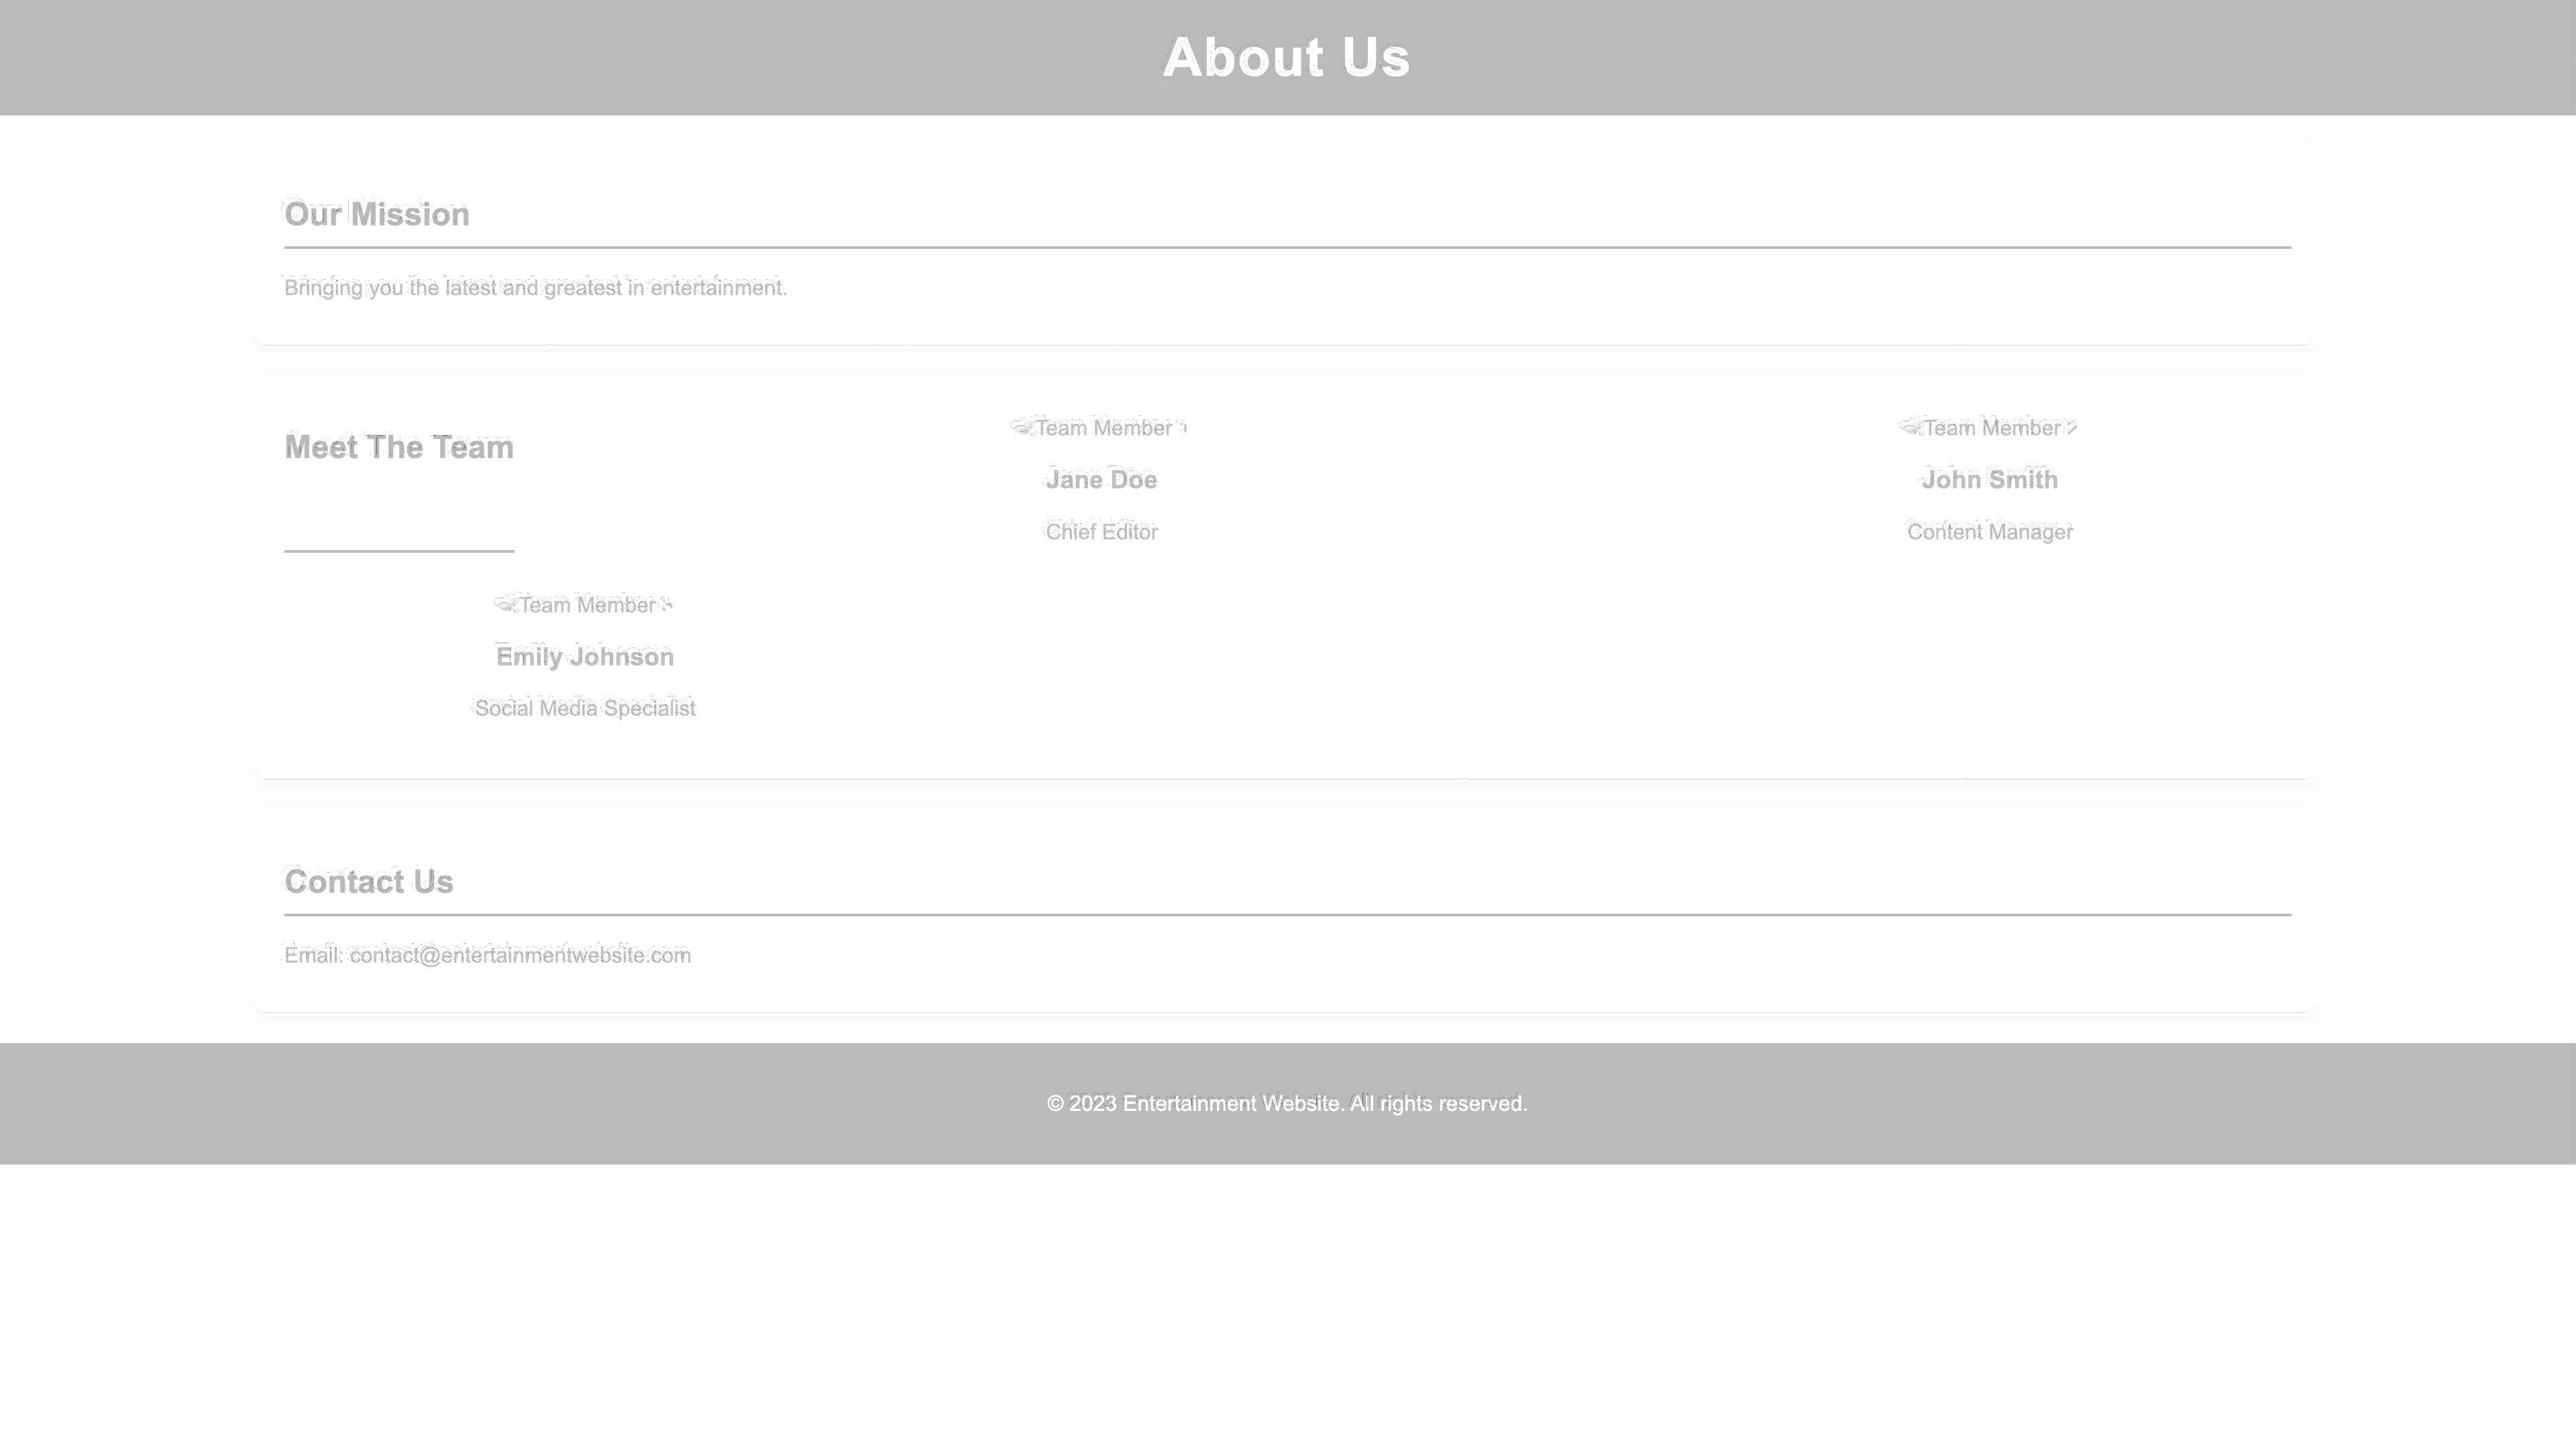 About Us
Our Mission
Bringing you the latest and greatest in entertainment.
Meet The Team
Team Member 1
Jane Doe
Chief Editor
Team Member 2
John Smith
Content Manager
Team Member
Emily Johnson
Social Media Specialist
Contact Us
Email: contact@entertainmentwebsite.com
© 2023 Entertainment Website. All rights reserved.